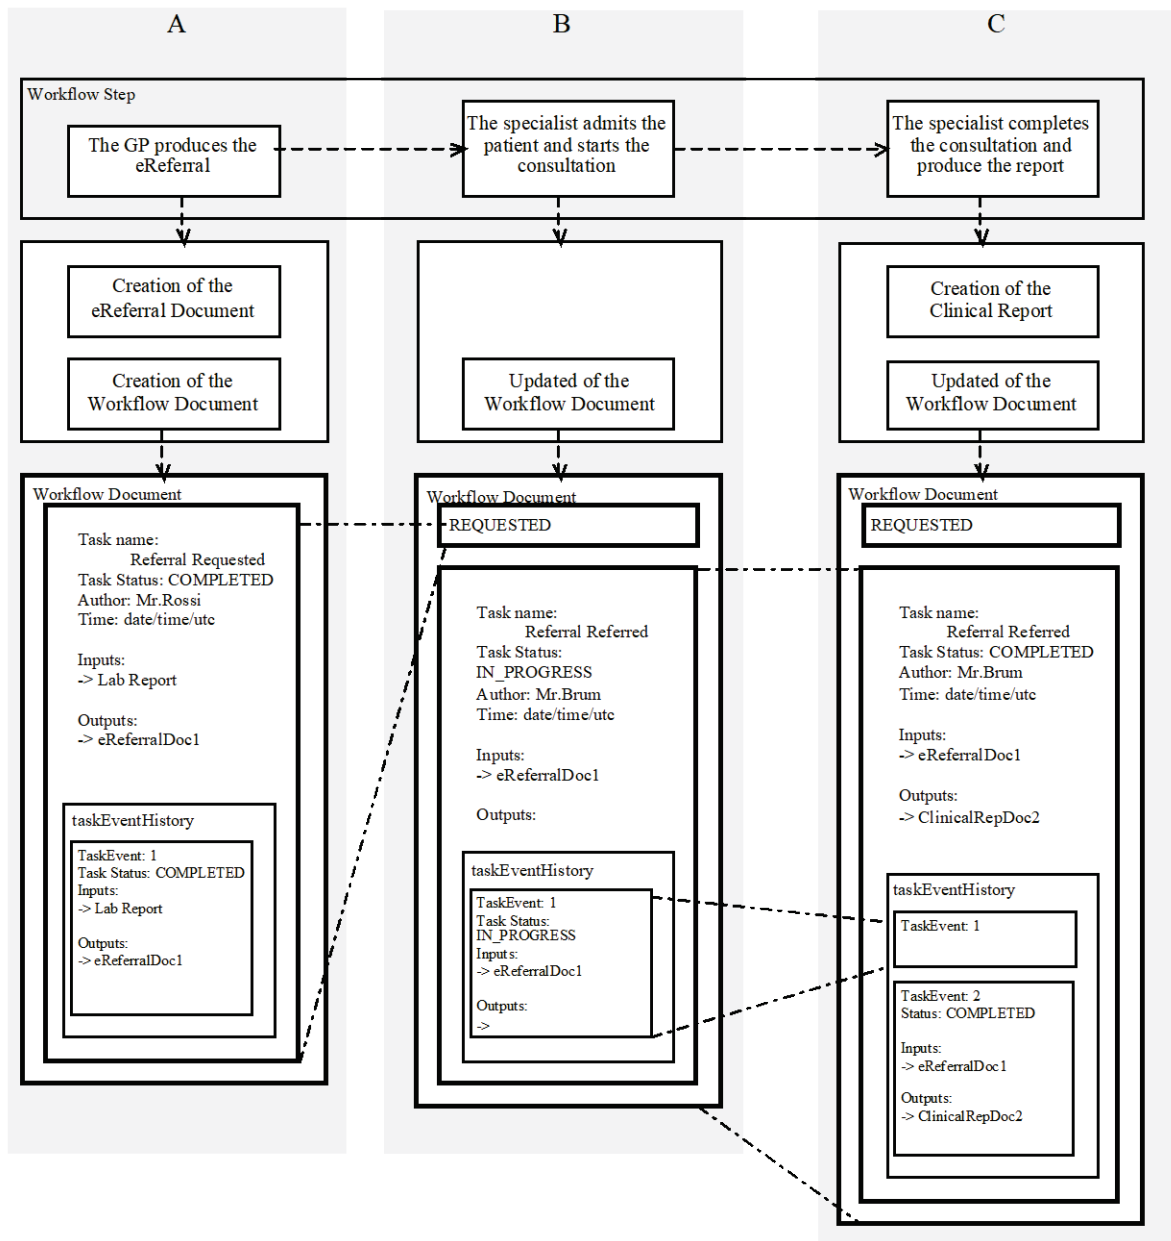 A
B
C
Workflow Step
The GP produces the
eReferral
The specialist admits the
patient and starts the
consultation
The specialist completes
the consultation and
produce the report
Creation of the
eReferral Document
Creation of the
Workflow Document
Updated of the
Workflow Document
Creation of the
Clinical Report
Updated of the
Workflow Document
Workflow Document
Task name:
Referral Requested
Task Status: COMPLETED
Author: Mr.Rossi
Time: date/time/utc
Inputs:
-> Lab Report
Outputs:
-> eReferralDoc1
taskEventHistory
TaskEvent: 1
Task Status: COMPLETED
Inputs:
-> Lab Report
Outputs:
-> eReferralDoc1
Workflow Document
REQUESTED
Task name:
Referral Referred
Task Status:
IN_PROGRESS
Author: Mr.Brum
Time: date/time/utc
Inputs:
-> eReferralDoc1
Outputs:
taskEventHistory
TaskEvent: 1
Task Status:
IN_PROGRESS
Inputs:
-> eReferralDoc1
Outputs:
->
Workflow Document
REQUESTED
Task name:
Referral Referred
Task Status: COMPLETED
Author: Mr.Brum
Time: date/time/utc
Inputs:
-> eReferralDoc1
Outputs:
-> ClinicalRepDoc2
taskEventHistory
TaskEvent: 1
TaskEvent: 2
Status: COMPLETED
Inputs:
-> eReferralDoc1
Outputs:
-> ClinicalRepDoc2